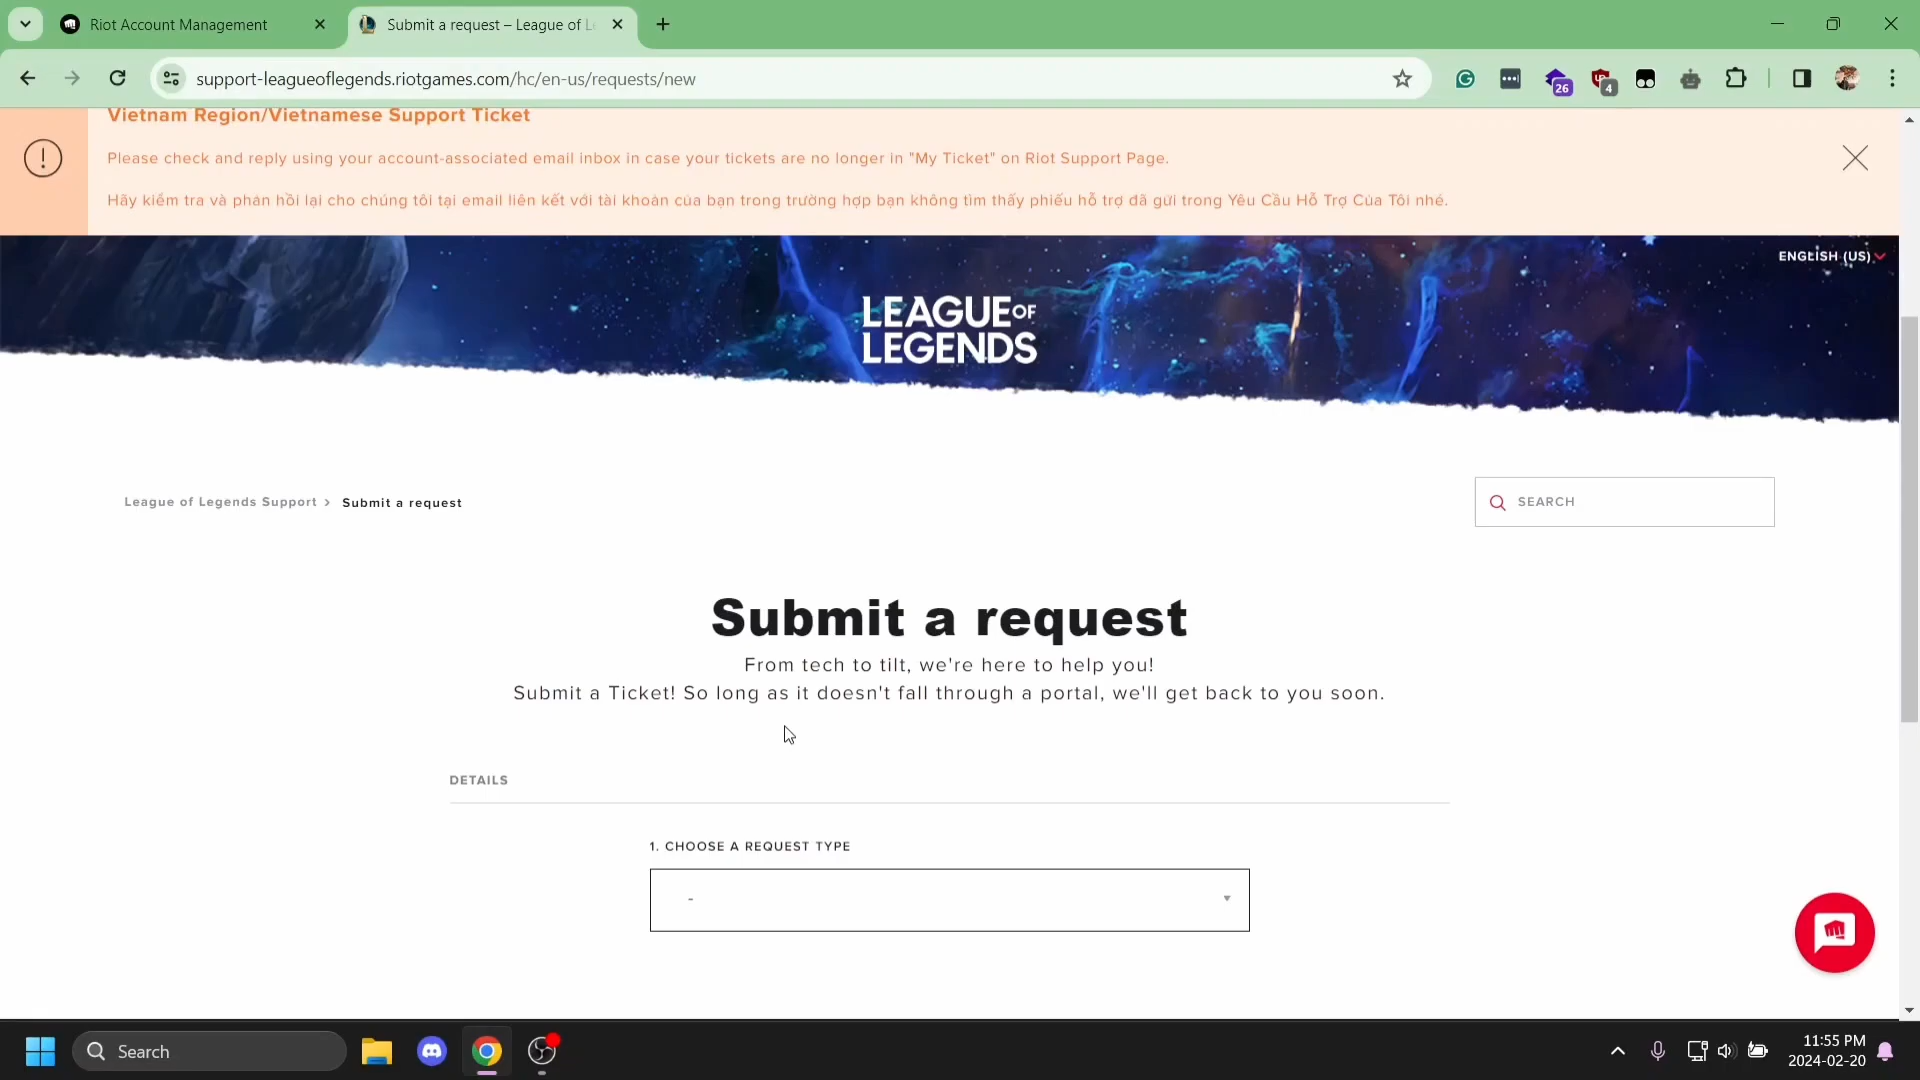 Riot Account Management
Submit a request – League of L
support-leagueoflegends.riotgames.com/hc/en-us/requests/new
26
4
Vietnam Region/Vietnamese Support Ticket
Please check and reply using your account-associated email inbox in case your tickets are no longer in "My Ticket" on Riot Support Page.
Hãy kiểm tra và phản hồi lại cho chúng tôi tại email liên kết với tài khoản của bạn trong trường hợp bạn không tìm thấy phiếu hỗ trợ đã gửi trong Yêu Cầu Hỗ Trợ Của Tôi nhé.
ENGLISH (US)
LEAGUE OF
LEGENDS
League of Legends Support > Submit a request
SEARCH
Submit a request
From tech to tilt, we're here to help you!
Submit a Ticket! So long as it doesn't fall through a portal, we'll get back to you soon.
DETAILS
1. CHOOSE A REQUEST TYPE
-
Search
11:55 PM
2024-02-20